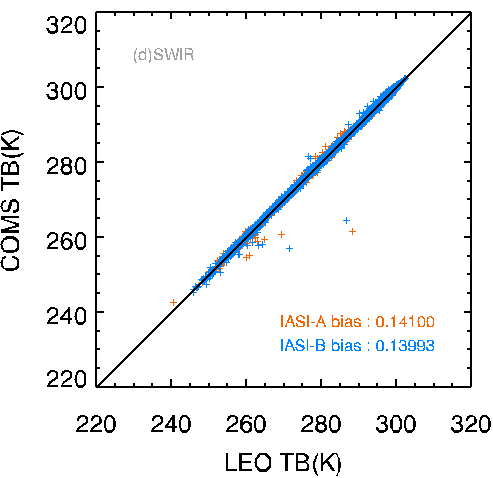 320
300
280
260
240
220
COMS TB(K)
(d)SWIR
IASI-A bias : 0.14100
IASI-B bias : 0.13993
220 240 260 280 300 320
LEO TB(K)